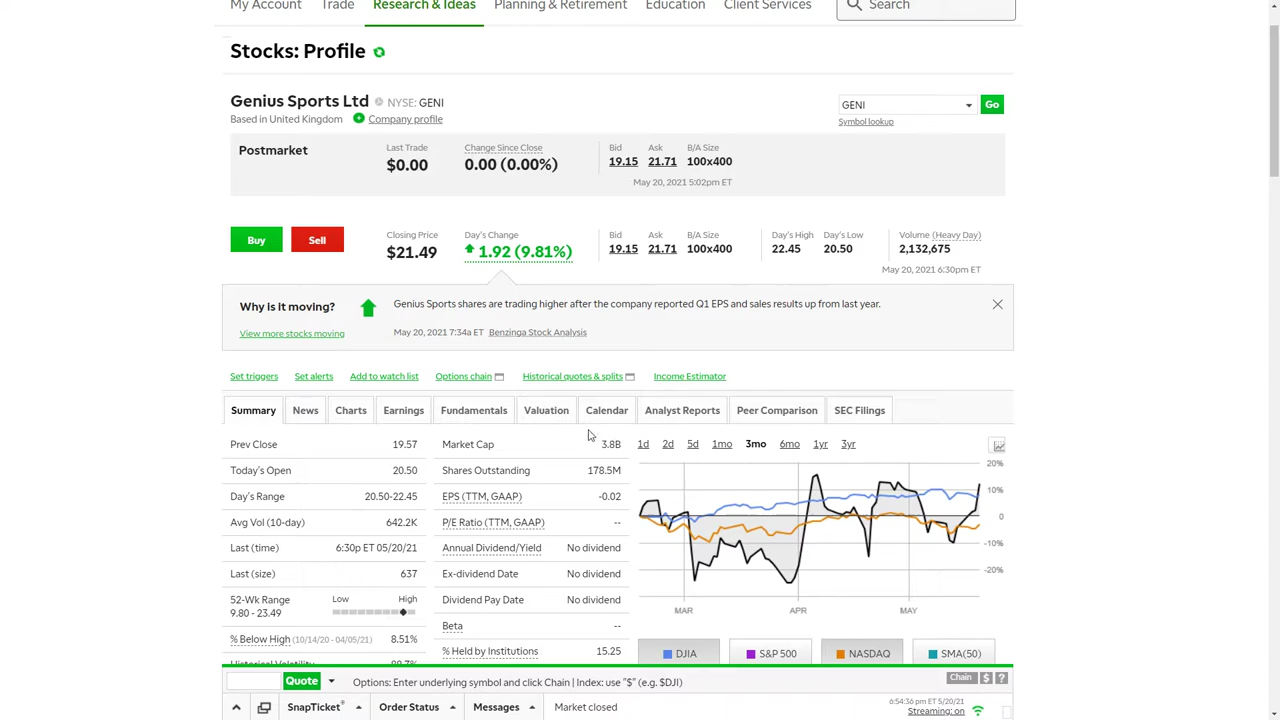 My Account Trade Research & Ideas Planning & Retirement Education Client Services Search
Stocks: Profile
Genius Sports Ltd NYSE: GENI
Based in United Kingdom Company profile
GENI Go
Symbol lookup
Postmarket
Last Trade Change Since Close Bid Ask B/A Size
$0.00 0.00 (0.00%) 19.15 21.71 100x400
May 20, 2021 5:02pm ET
Buy Sell
Closing Price Day's Change Bid Ask B/A Size Day's High Day's Low Volume (Heavy Day)
$21.49 1.92 (9.81%) 19.15 21.71 100x400 22.45 20.50 2,132,675
May 20, 2021 6:30pm ET
Why is it moving? Genius Sports shares are trading higher after the company reported Q1 EPS and sales results up from last year.
View more stocks moving May 20, 2021 7:34a ET Benzinga Stock Analysis
Set triggers Set alerts Add to watch list Options chain Historical quotes & splits Income Estimator
Summary News Charts Earnings Fundamentals Valuation Calendar Analyst Reports Peer Comparison SEC Filings
Prev Close 19.57
Today's Open 20.50
Day's Range 20.50-22.45
Avg Vol (10-day) 642.2K
Last (time) 6:30p ET 05/20/21
Last (size) 637
52-Wk Range Low High
9.80 - 23.49
% Below High (10/14/20 - 04/05/21) 8.51%
Market Cap 3.8B
Shares Outstanding 178.5M
EPS (TTM, GAAP) -0.02
P/E Ratio (TTM, GAAP) --
Annual Dividend/Yield No dividend
Ex-dividend Date No dividend
Dividend Pay Date No dividend
Beta --
% Held by Institutions 15.25
1d 2d 5d 1mo 3mo 6mo 1yr 3yr
20%
10%
0
-10%
-20%
MAR APR MAY
DJIA S&P 500 NASDAQ SMA(50)
Quote Options: Enter underlying symbol and click Chain | Index: use "$" (e.g. $DJI) Chain $ ?
SnapTicket® Order Status Messages Market closed
6:54:36 pm ET 5/20/21
Streaming: on